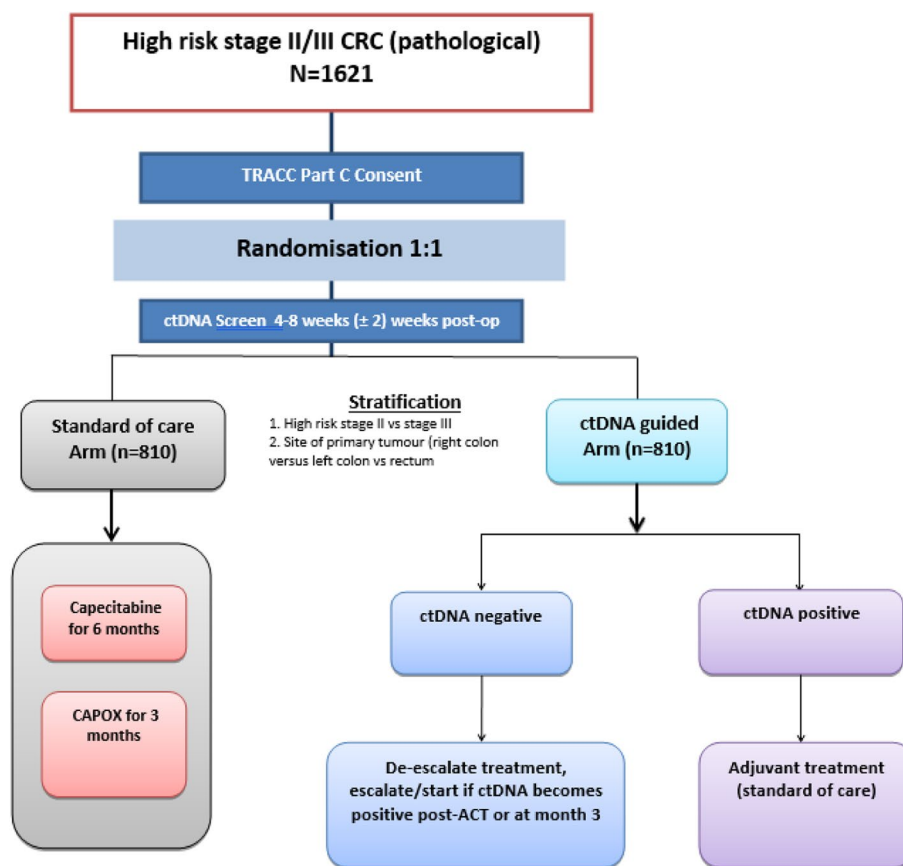 High risk stage II/III CRC (pathological)
N=1621
TRACC Part C Consent
Randomisation 1:1
ctDNA Screen 4-8 weeks (± 2) weeks post-op
Standard of care
Arm (n=810)
Stratification
1. High risk stage II vs stage III
2. Site of primary tumour (right colon
versus left colon vs rectum
ctDNA guided
Arm (n=810)
Capecitabine
for 6 months
CAPOX for 3
months
ctDNA negative
ctDNA positive
De-escalate treatment,
escalate/start if ctDNA becomes
positive post-ACT or at month 3
Adjuvant treatment
(standard of care)